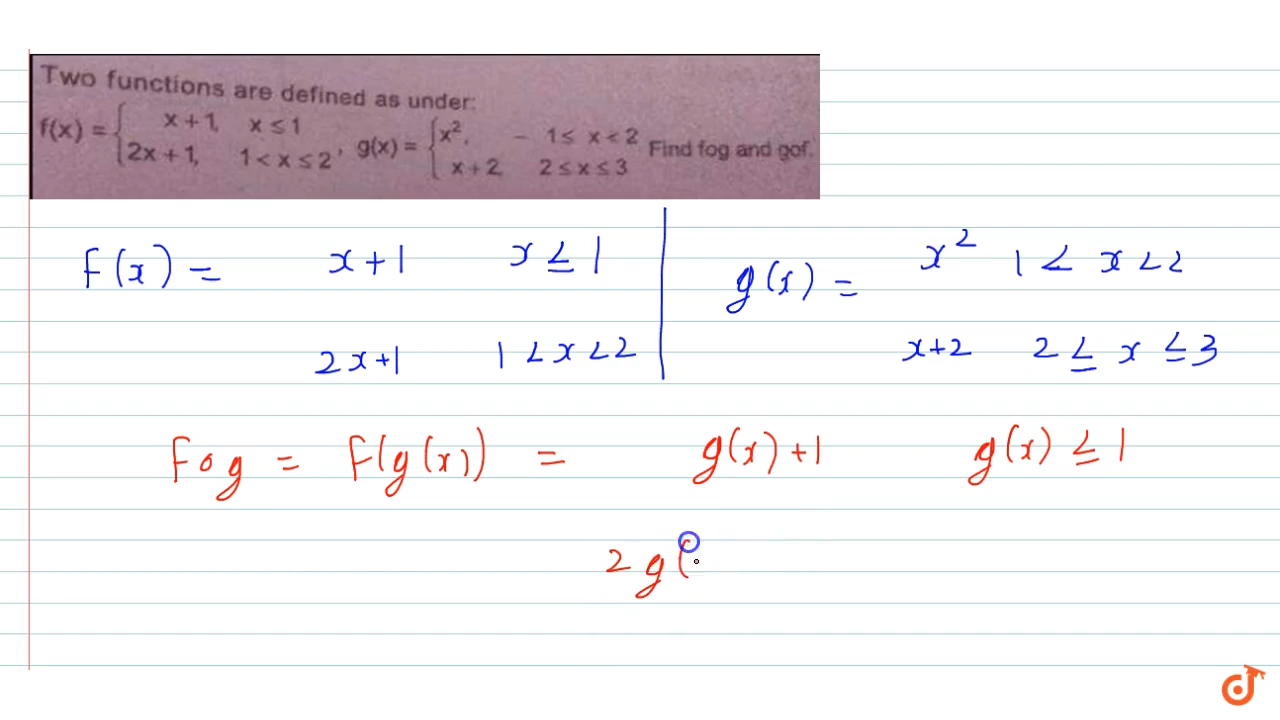 Two functions are defined as under:
f(x) = { x + 1, x ≤ 1
2x + 1, 1 < x ≤ 2 , g(x) = { x², - 1 ≤ x < 2
x + 2, 2 ≤ x ≤ 3 Find fog and gof.
f(x) = x + 1 x ≤ 1
2x + 1 1 < x < 2
g(x) = x² 1 < x < 2
x + 2 2 ≤ x ≤ 3
Fog = F(g(x)) = g(x) + 1 g(x) ≤ 1
2 g (